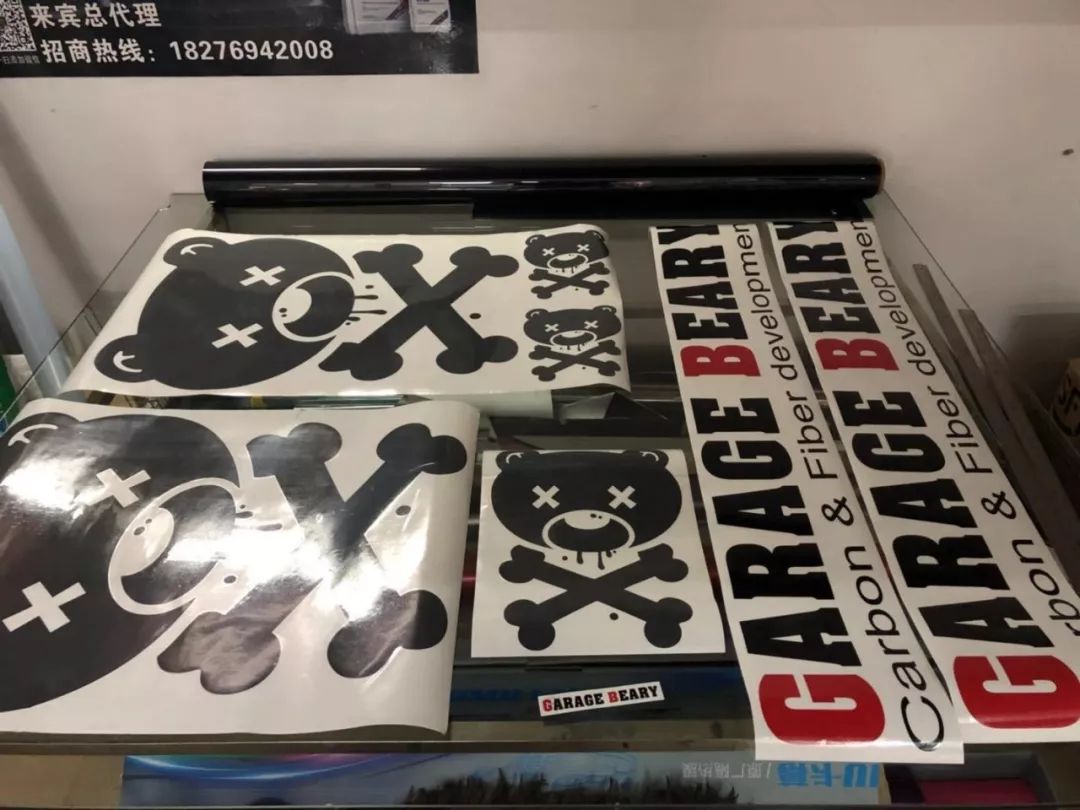 来宾总代理
招商热线：18276942008
GARAGE BEARY
Carbon & Fiber developmen
GARAGE BEARY
Carbon & Fiber developmen
GARAGE BEARY